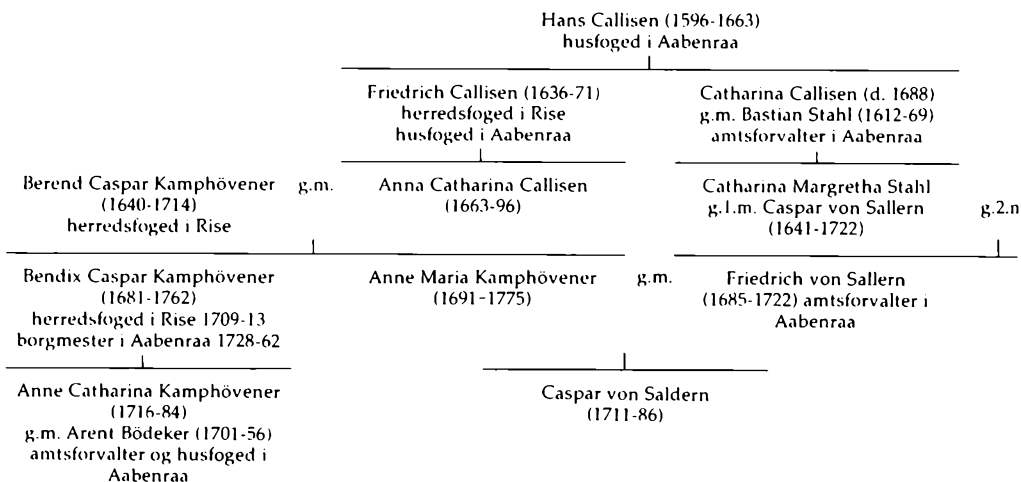 Hans Callisen (1596-1663)
husfoged i Aabenraa
Friedrich Callisen (1636-71)
herredsfoged i Rise
husfoged i Aabenraa
Catharina Callisen (d. 1688)
g.m. Bastian Stahl (1612-69)
amtsforvalter i Aabenraa
Berend Caspar Kamphövener
(1640-1714)
herredsfoged i Rise
g.m.
Anna Catharina Callisen
(1663-96)
Catharina Margretha Stahl
g.1.m. Caspar von Sallern
(1641-1722)
g.2.n
Bendix Caspar Kamphövener
(1681-1762)
herredsfoged i Rise 1709-13
borgmester i Aabenraa 1728-62
Anne Maria Kamphövener
(1691-1775)
g.m.
Friedrich von Sallern
(1685-1722) amtsforvalter i
Aabenraa
Anne Catharina Kamphövener
(1716-84)
g.m. Arent Bödeker (1701-56)
amtsforvalter og husfoged i
Aabenraa
Caspar von Saldern
(1711-86)